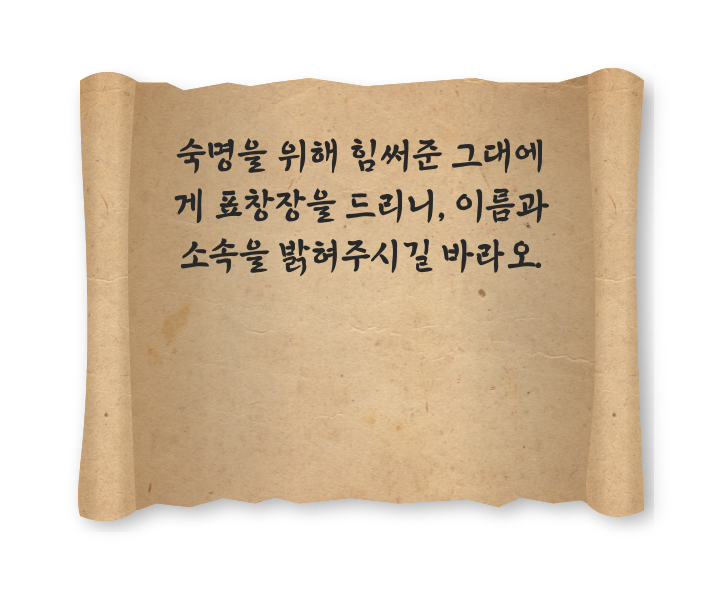 숙명을 위해 힘써준 그대에
게 표창장을 드리니, 이름과
소속을 밝혀주시길 바라오.